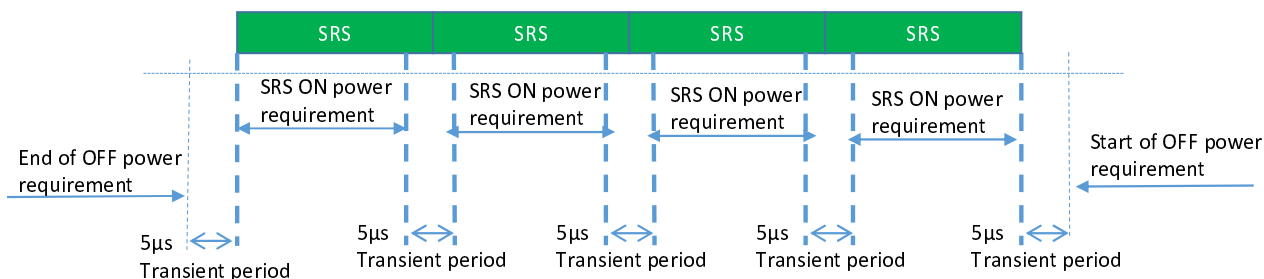 SRS SRS SRS SRS
SRS ON power
requirement
SRS ON power
requirement
SRS ON power
requirement
SRS ON power
requirement
End of OFF power
requirement
Start of OFF power
requirement
5µs
Transient period
5µs
Transient period
5µs
Transient period
5µs
Transient period
5µs
Transient period